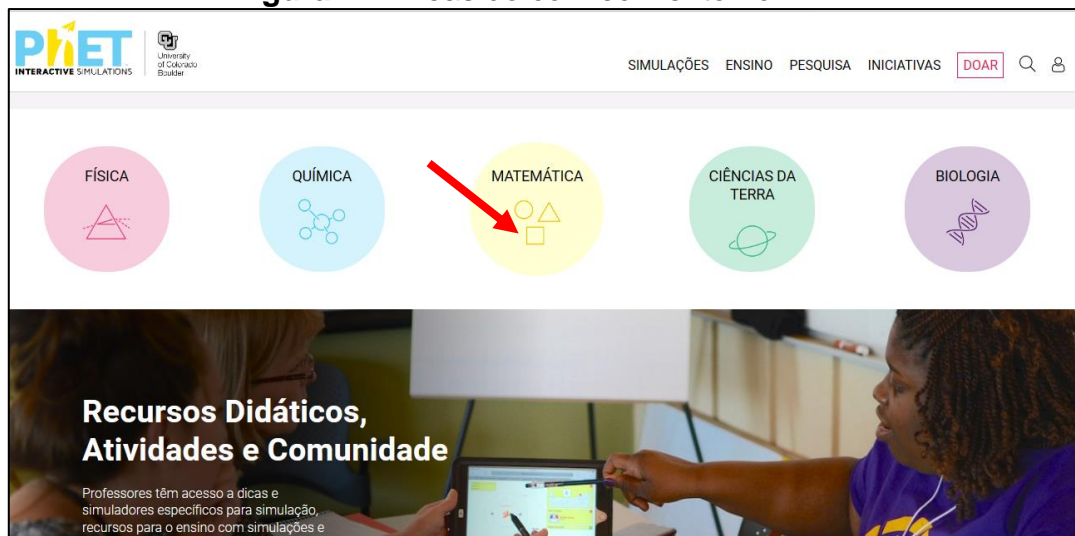 PhET
INTERACTIVE SIMULATIONS
University
of Colorado
Boulder
SIMULAÇÕES ENSINO PESQUISA INICIATIVAS DOAR
FÍSICA
QUÍMICA
MATEMÁTICA
CIÊNCIAS DA
TERRA
BIOLOGIA
Recursos Didáticos,
Atividades e Comunidade
Professores têm acesso a dicas e
simuladores específicos para simulação,
recursos para o ensino com simulações e